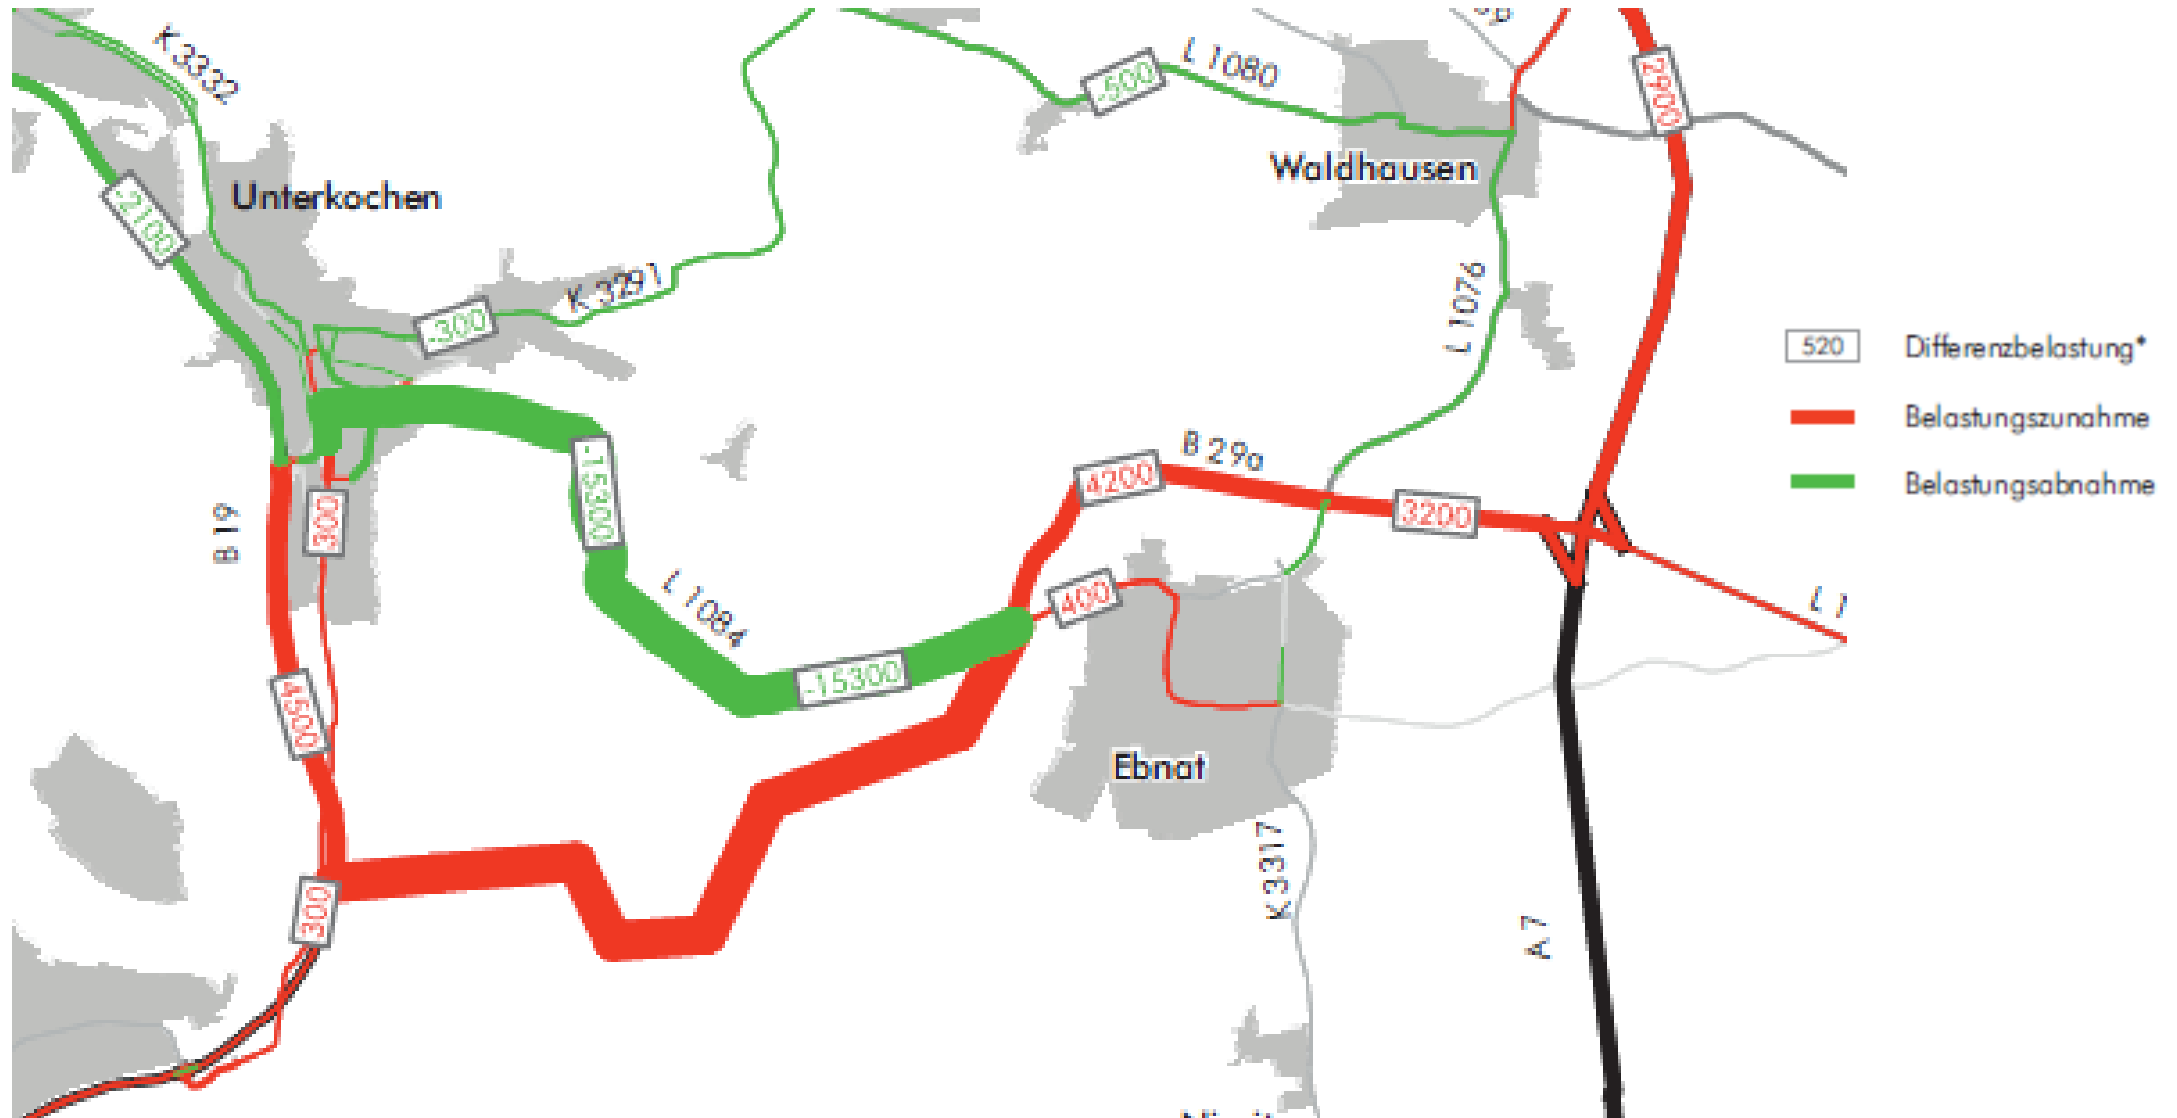 K 3332
L 1080
-500
2900
Waldhausen
Unterkochen
-2100
K 3291
-300
L 1076
520 Differenzbelastung*
Belastungszunahme
Belastungsabnahme
B 29a
4200
3200
-15300
B 19
300
L 1084
400
L 1
-15300
4500
Ebnat
K 3317
300
A 7